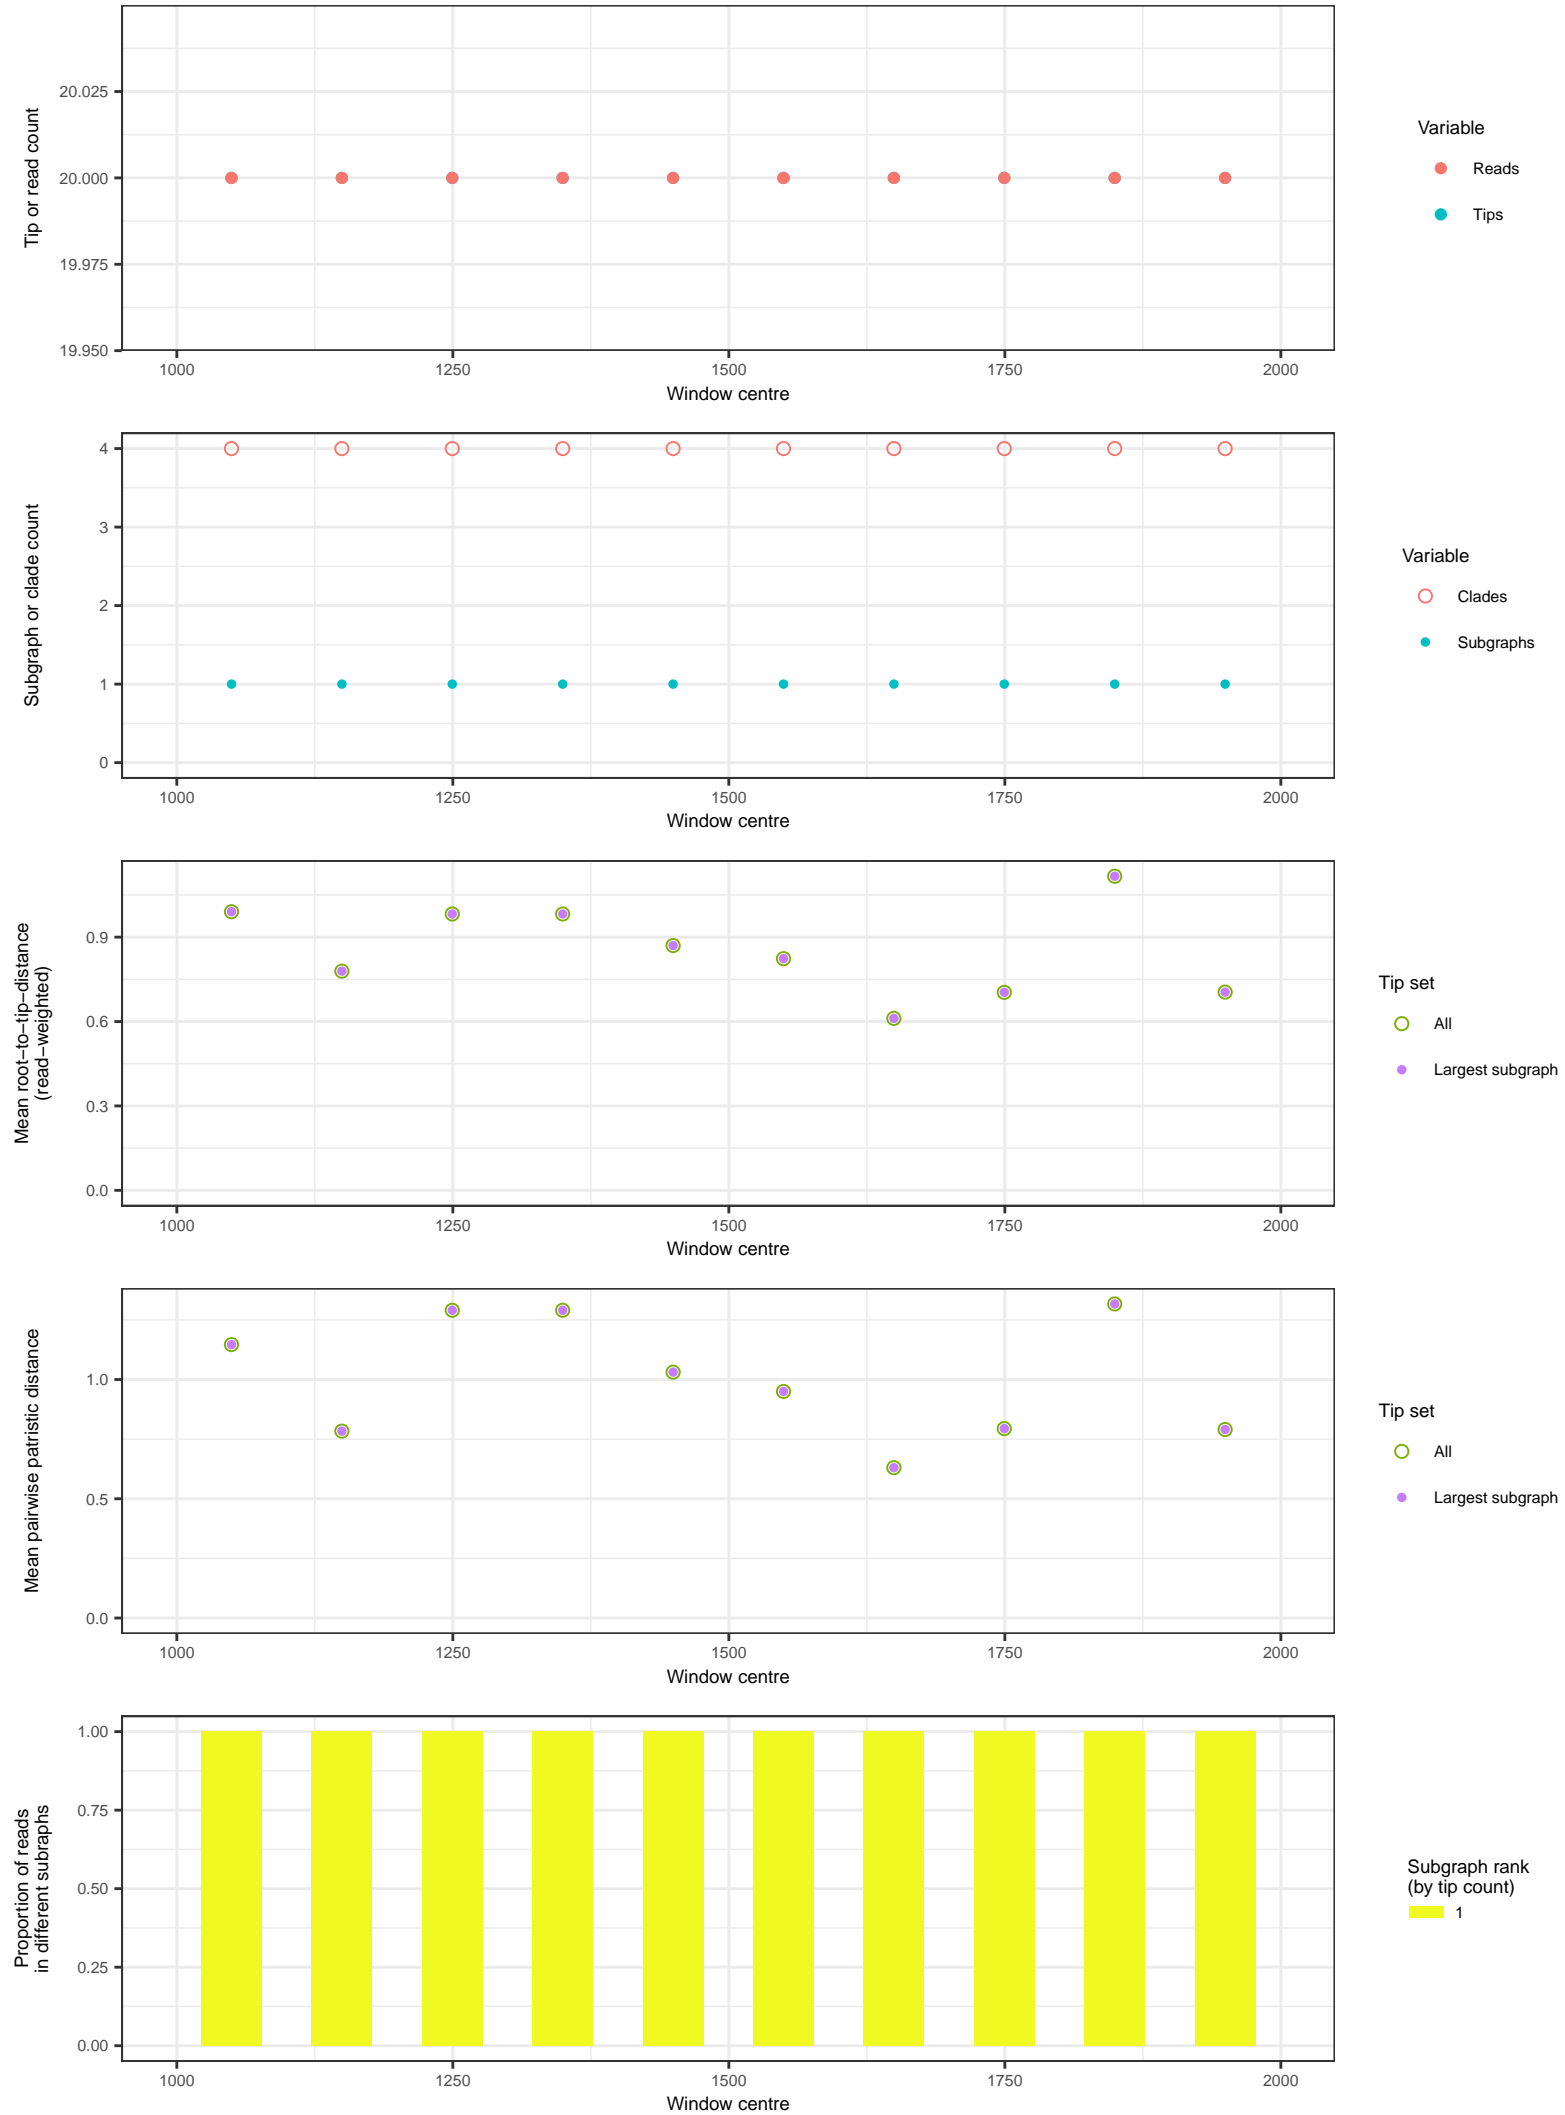 20.025
20.000
19.975
19.950
Tip or read count
1000 1250 1500 1750 2000
Window centre
Variable
Reads
Tips
4
3
2
1
0
Subgraph or clade count
1000 1250 1500 1750 2000
Window centre
Variable
Clades
Subgraphs
0.9
0.6
0.3
0.0
Mean root−to−tip−distance
(read−weighted)
1000 1250 1500 1750 2000
Window centre
Tip set
All
Largest subgraph
1.0
0.5
0.0
Mean pairwise patristic distance
1000 1250 1500 1750 2000
Window centre
Tip set
All
Largest subgraph
1.00
0.75
0.50
0.25
0.00
Proportion of reads
in different subraphs
1000 1250 1500 1750 2000
Window centre
Subgraph rank
(by tip count)
1